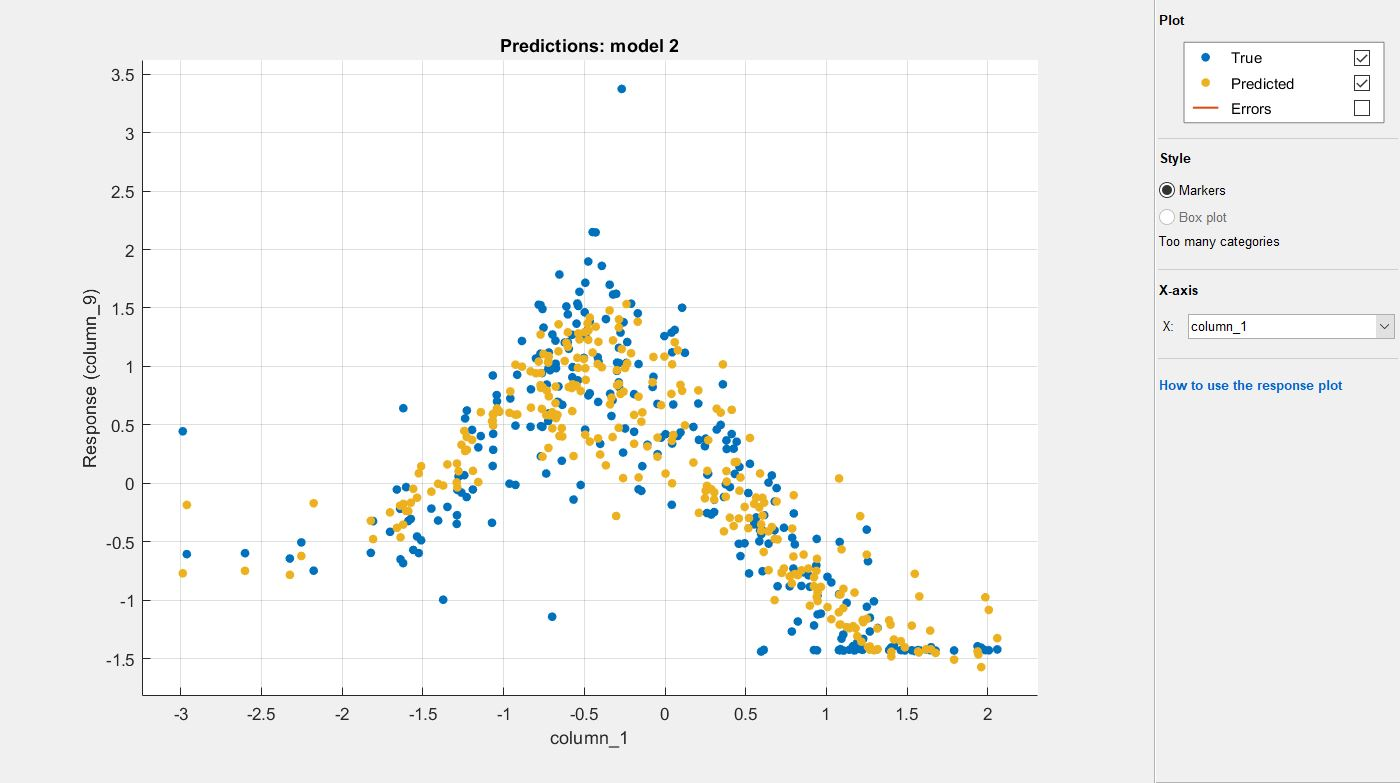 Predictions: model 2
3.5
3
2.5
2
1.5
1
0.5
0
-0.5
-1
-1.5
Response (column_9)
-3 -2.5 -2 -1.5 -1 -0.5 0 0.5 1 1.5 2
column_1
Plot
True
Predicted
Errors
Style
Markers
Box plot
Too many categories
X-axis
X: column_1
How to use the response plot